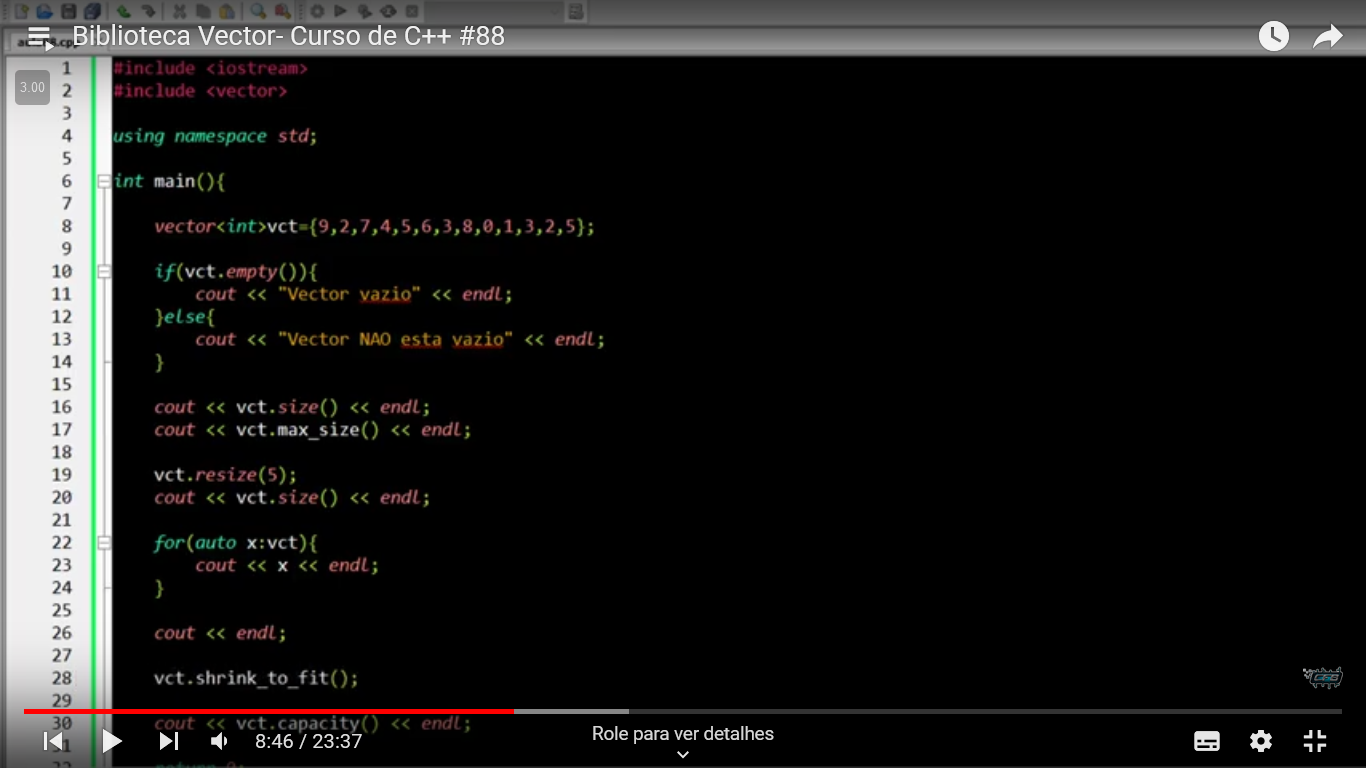 Biblioteca Vector- Curso de C++ #88
3.00
1 #include <iostream>
2 #include <vector>
3
4 using namespace std;
5
6 int main(){
7
8 vector<int>vct={9,2,7,4,5,6,3,8,0,1,3,2,5};
9
10 if(vct.empty()){
11 cout << "Vector vazio" << endl;
12 }else{
13 cout << "Vector NAO esta vazio" << endl;
14 }
15
16 cout << vct.size() << endl;
17 cout << vct.max_size() << endl;
18
19 vct.resize(5);
20 cout << vct.size() << endl;
21
22 for(auto x:vct){
23 cout << x << endl;
24 }
25
26 cout << endl;
27
28 vct.shrink_to_fit();
29
30 cout << vct.capacity() << endl;
31
32 return 0;
8:46 / 23:37
Role para ver detalhes